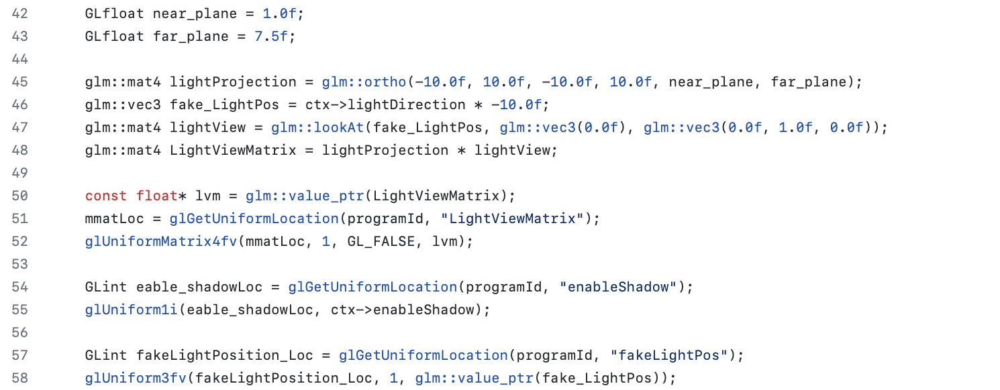 42 GLfloat near_plane = 1.0f;
43 GLfloat far_plane = 7.5f;
44
45 glm::mat4 lightProjection = glm::ortho(-10.0f, 10.0f, -10.0f, 10.0f, near_plane, far_plane);
46 glm::vec3 fake_LightPos = ctx->lightDirection * -10.0f;
47 glm::mat4 lightView = glm::lookAt(fake_LightPos, glm::vec3(0.0f), glm::vec3(0.0f, 1.0f, 0.0f));
48 glm::mat4 LightViewMatrix = lightProjection * lightView;
49
50 const float* lvm = glm::value_ptr(LightViewMatrix);
51 mmatLoc = glGetUniformLocation(programId, "LightViewMatrix");
52 glUniformMatrix4fv(mmatLoc, 1, GL_FALSE, lvm);
53
54 GLint eable_shadowLoc = glGetUniformLocation(programId, "enableShadow");
55 glUniform1i(eable_shadowLoc, ctx->enableShadow);
56
57 GLint fakeLightPosition_Loc = glGetUniformLocation(programId, "fakeLightPos");
58 glUniform3fv(fakeLightPosition_Loc, 1, glm::value_ptr(fake_LightPos));